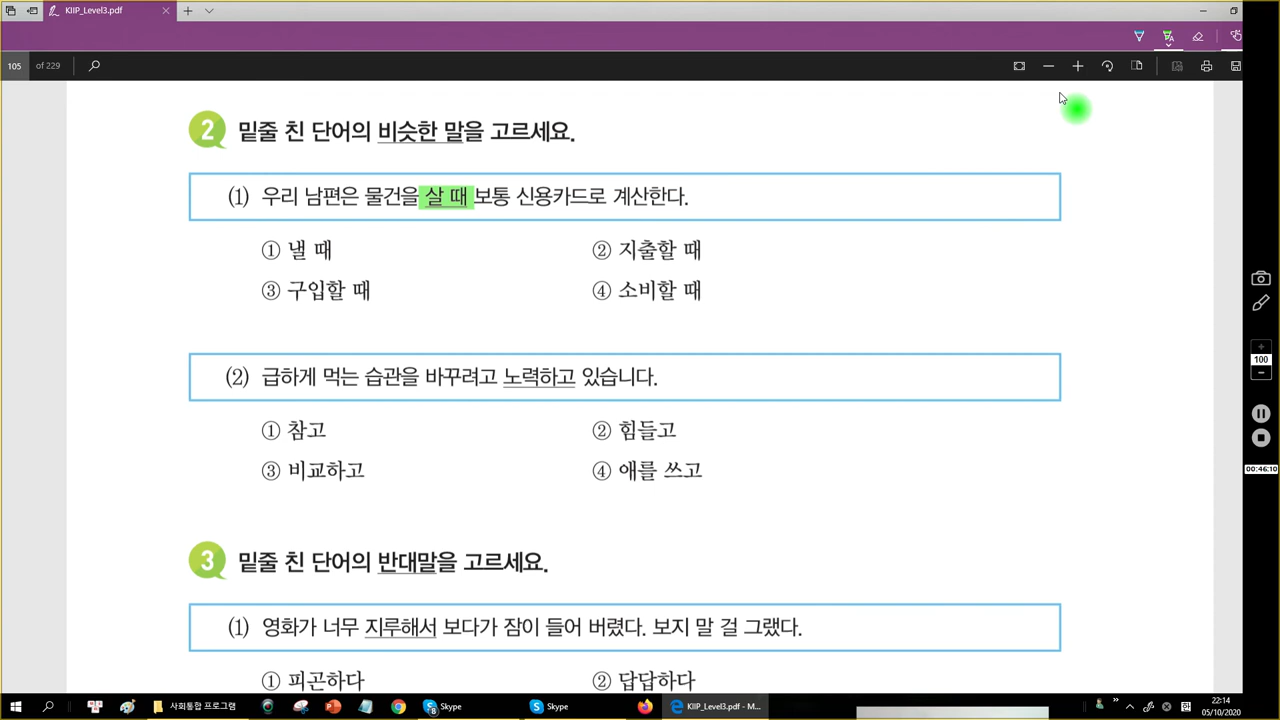 KIIP_Level3.pdf
105 of 229
2 밑줄 친 단어의 비슷한 말을 고르세요.
(1) 우리 남편은 물건을 살 때 보통 신용카드로 계산한다.
① 낼 때 ② 지출할 때
③ 구입할 때 ④ 소비할 때
(2) 급하게 먹는 습관을 바꾸려고 노력하고 있습니다.
① 참고 ② 힘들고
③ 비교하고 ④ 애를 쓰고
100
00:46:10
3 밑줄 친 단어의 반대말을 고르세요.
(1) 영화가 너무 지루해서 보다가 잠이 들어 버렸다. 보지 말 걸 그랬다.
① 피곤하다 ② 답답하다
사회통합 프로그램 Skype Skype KIIP_Level3.pdf - M... 22:14
05/10/2020